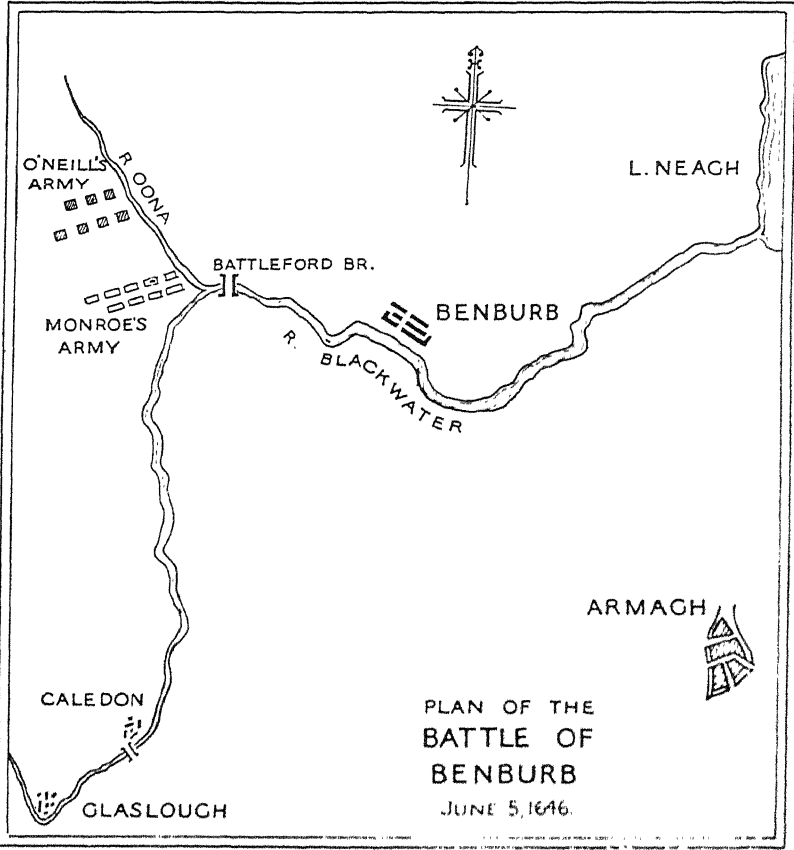 O'NEILL'S
ARMY
R OONA
L. NEAGH
BATTLEFORD BR.
MONROE'S
ARMY
BENBURB
R. BLACKWATER
ARMAGH
CALEDON
GLASLOUGH
PLAN OF THE
BATTLE OF
BENBURB
JUNE 5, 1646.